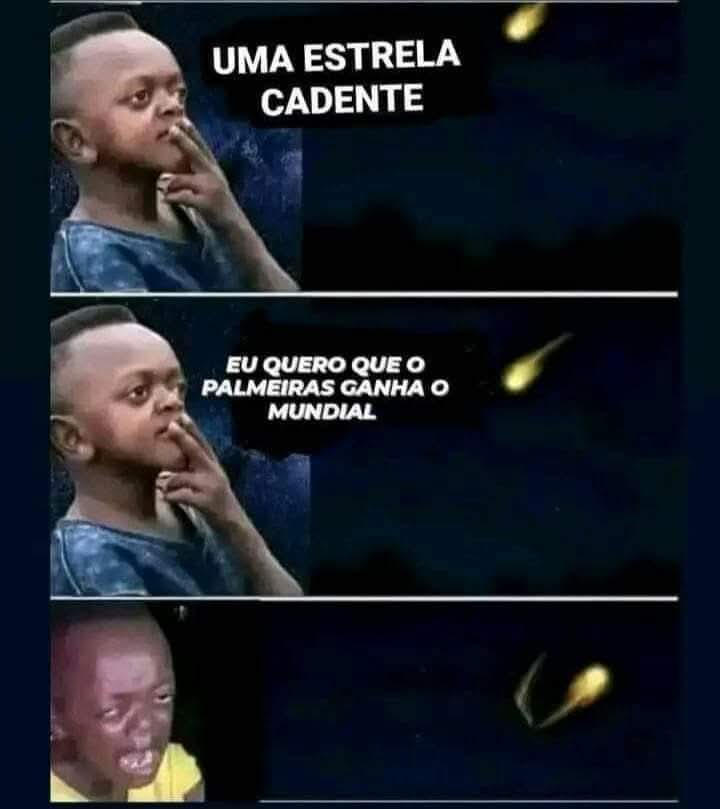 UMA ESTRELA
CADENTE
EU QUERO QUE O
PALMEIRAS GANHA O
MUNDIAL